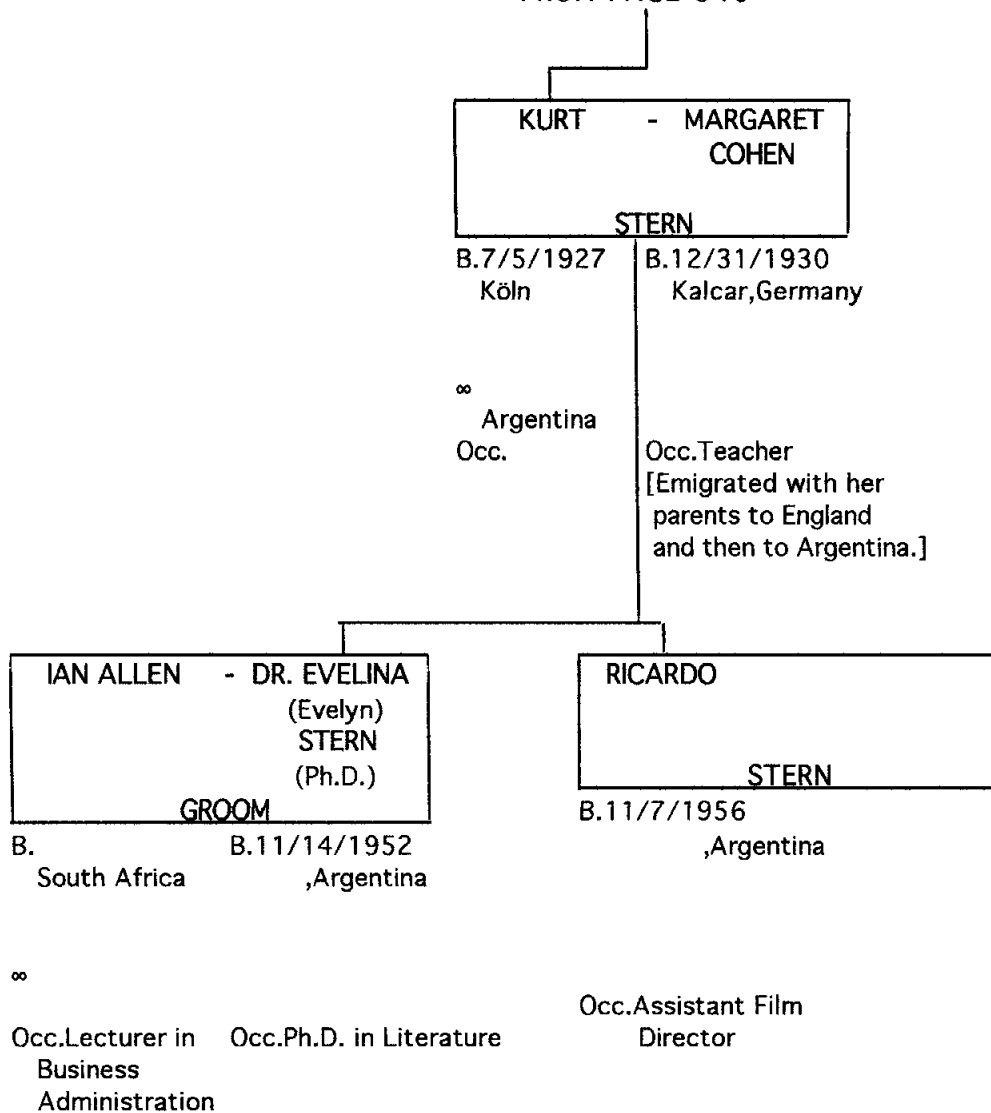 KURT - MARGARET
COHEN
STERN
B.7/5/1927 B.12/31/1930
Köln Kalcar,Germany
∞
Argentina
Occ. Occ.Teacher
[Emigrated with her
parents to England
and then to Argentina.]
IAN ALLEN - DR. EVELINA
(Evelyn)
STERN
(Ph.D.)
GROOM
B. B.11/14/1952
South Africa ,Argentina
RICARDO
STERN
B.11/7/1956
,Argentina
∞
Occ.Lecturer in Occ.Ph.D. in Literature
Business
Administration
Occ.Assistant Film
Director